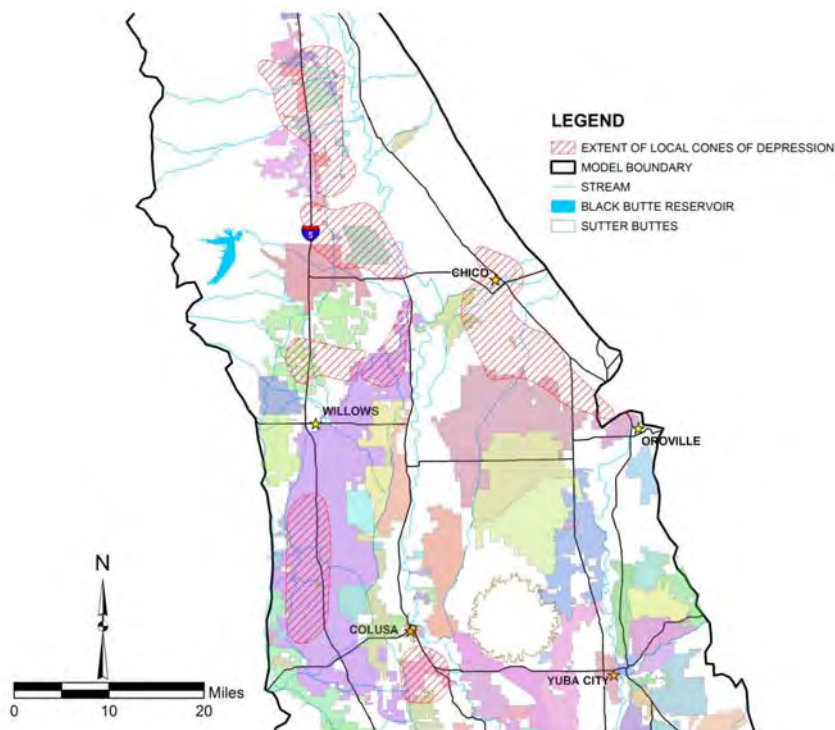 LEGEND
EXTENT OF LOCAL CONES OF DEPRESSION
MODEL BOUNDARY
STREAM
BLACK BUTTE RESERVOIR
SUTTER BUTTES
5
CHICO
WILLOWS
OROVILLE
N
COLUSA
YUBA CITY
Miles
0 10 20